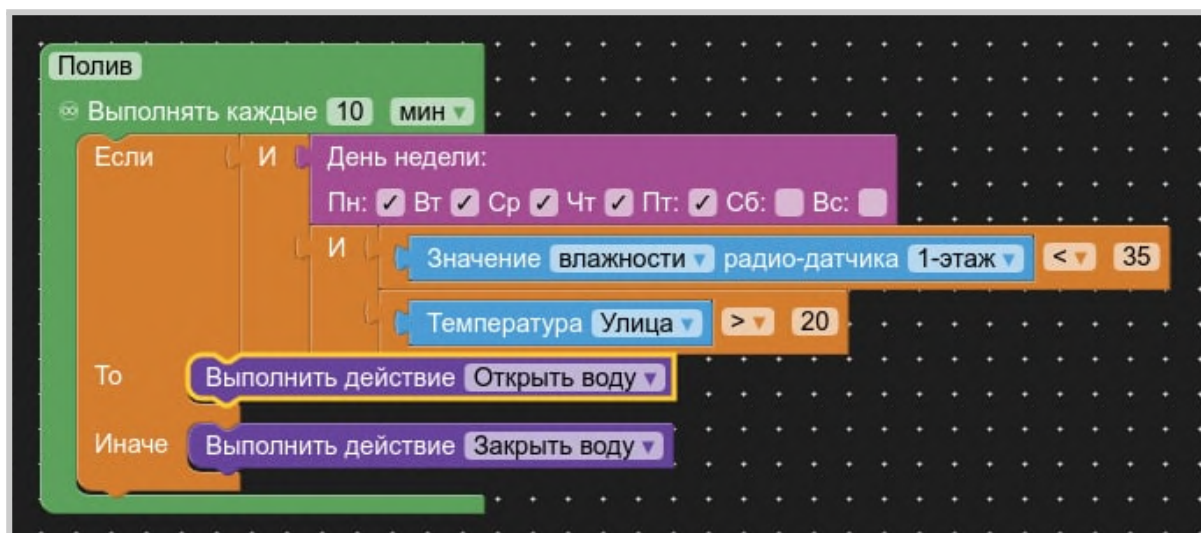 Полив
Выполнять каждые 10 мин
Если И День недели:
Пн: ✓ Вт ✓ Ср ✓ Чт ✓ Пт: ✓ Сб: Вс:
И Значение влажности радио-датчика 1-этаж < 35
Температура Улица > 20
То Выполнить действие Открыть воду
Иначе Выполнить действие Закрыть воду